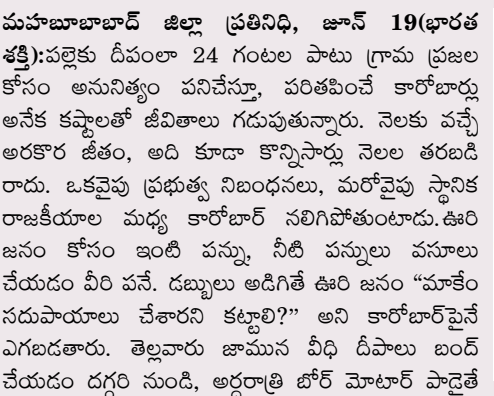 మహబూబాబాద్ జిల్లా ప్రతినిధి, జూన్ 19(భారత
శక్తి):పల్లెకు దీపంలా 24 గంటల పాటు గ్రామ ప్రజల
కోసం అనునిత్యం పనిచేస్తూ, పరితపించే కారోబార్లు
అనేక కష్టాలతో జీవితాలు గడుపుతున్నారు. నెలకు వచ్చే
అరకొర జీతం, అది కూడా కొన్నిసార్లు నెలల తరబడి
రాదు. ఒకవైపు ప్రభుత్వ నిబంధనలు, మరోవైపు స్థానిక
రాజకీయాల మధ్య కారోబార్ నలిగిపోతుంటాడు.ఊరి
జనం కోసం ఇంటి పన్ను, నీటి పన్నులు వసూలు
చేయడం వీరి పనే. డబ్బులు అడిగితే ఊరి జనం “మాకేం
సదుపాయాలు చేశారని కట్టాలి?” అని కారోబార్‌పైనే
ఎగబడతారు. తెల్లవారు జామున వీధి దీపాలు బంద్
చేయడం దగ్గరి నుండి, అర్ధరాత్రి బోర్ మోటార్ పాడైతే